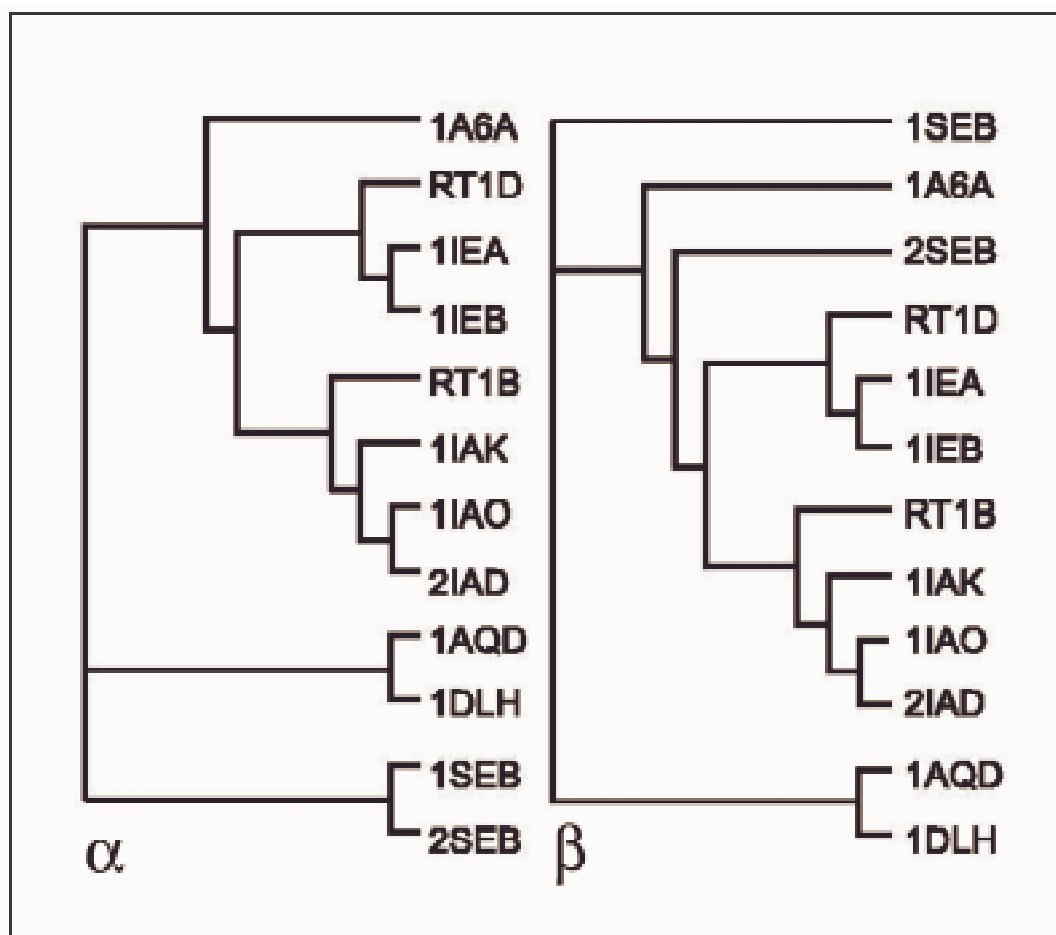 1A6A
RT1D
1IEA
1IEB
RT1B
1IAK
1IAO
2IAD
1AQD
1DLH
1SEB
2SEB
α
1SEB
1A6A
2SEB
RT1D
1IEA
1IEB
RT1B
1IAK
1IAO
2IAD
1AQD
1DLH
β